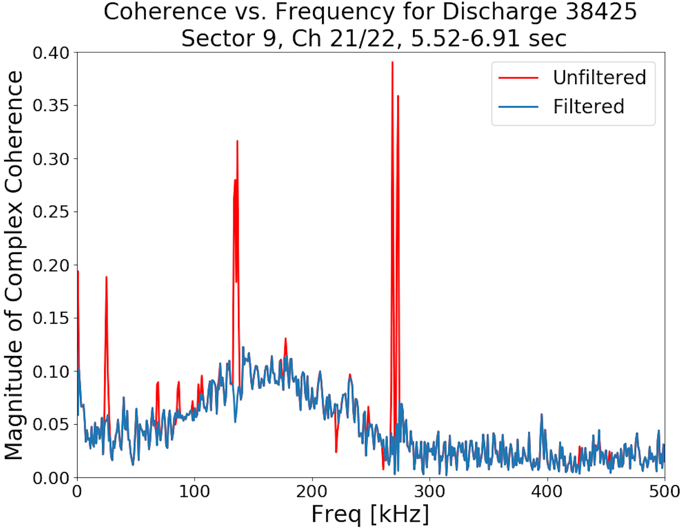 Coherence vs. Frequency for Discharge 38425
Sector 9, Ch 21/22, 5.52-6.91 sec
Magnitude of Complex Coherence
0.40
0.35
0.30
0.25
0.20
0.15
0.10
0.05
0.00
Unfiltered
Filtered
0 100 200 300 400 500
Freq [kHz]